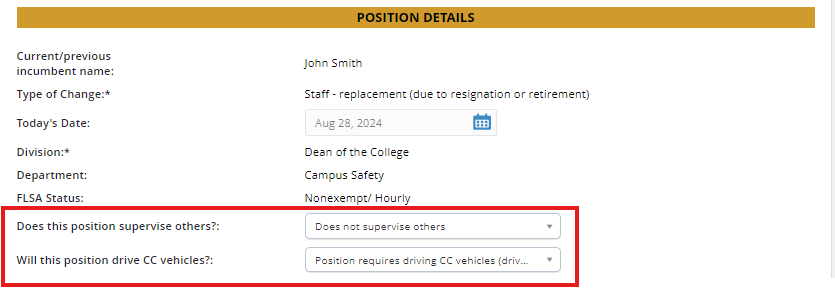 POSITION DETAILS
Current/previous
incumbent name:
John Smith
Type of Change:* Staff - replacement (due to resignation or retirement)
Today's Date: Aug 28, 2024
Division:* Dean of the College
Department: Campus Safety
FLSA Status: Nonexempt/ Hourly
Does this position supervise others?: Does not supervise others
Will this position drive CC vehicles?: Position requires driving CC vehicles (driv...